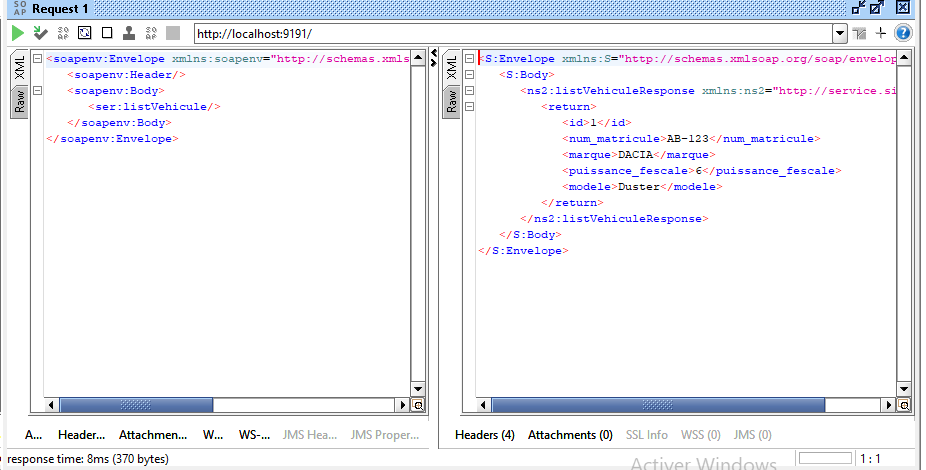 SO AP Request 1
SO AP SO AP http://localhost:9191/
XML
Raw
<soapenv:Envelope xmlns:soapenv="http://schemas.xmls
<soapenv:Header/>
<soapenv:Body>
<ser:listVehicule/>
</soapenv:Body>
</soapenv:Envelope>
XML
Raw
<S:Envelope xmlns:S="http://schemas.xmlsoap.org/soap/envelop
<S:Body>
<ns2:listVehiculeResponse xmlns:ns2="http://service.si
<return>
<id>1</id>
<num_matricule>AB-123</num_matricule>
<marque>DACIA</marque>
<puissance_fescale>6</puissance_fescale>
<modele>Duster</modele>
</return>
</ns2:listVehiculeResponse>
</S:Body>
</S:Envelope>
A... Header... Attachmen... W... WS-... JMS Hea... JMS Proper...
Headers (4) Attachments (0) SSL Info WSS (0) JMS (0)
response time: 8ms (370 bytes)
1 : 1
Activer Windows